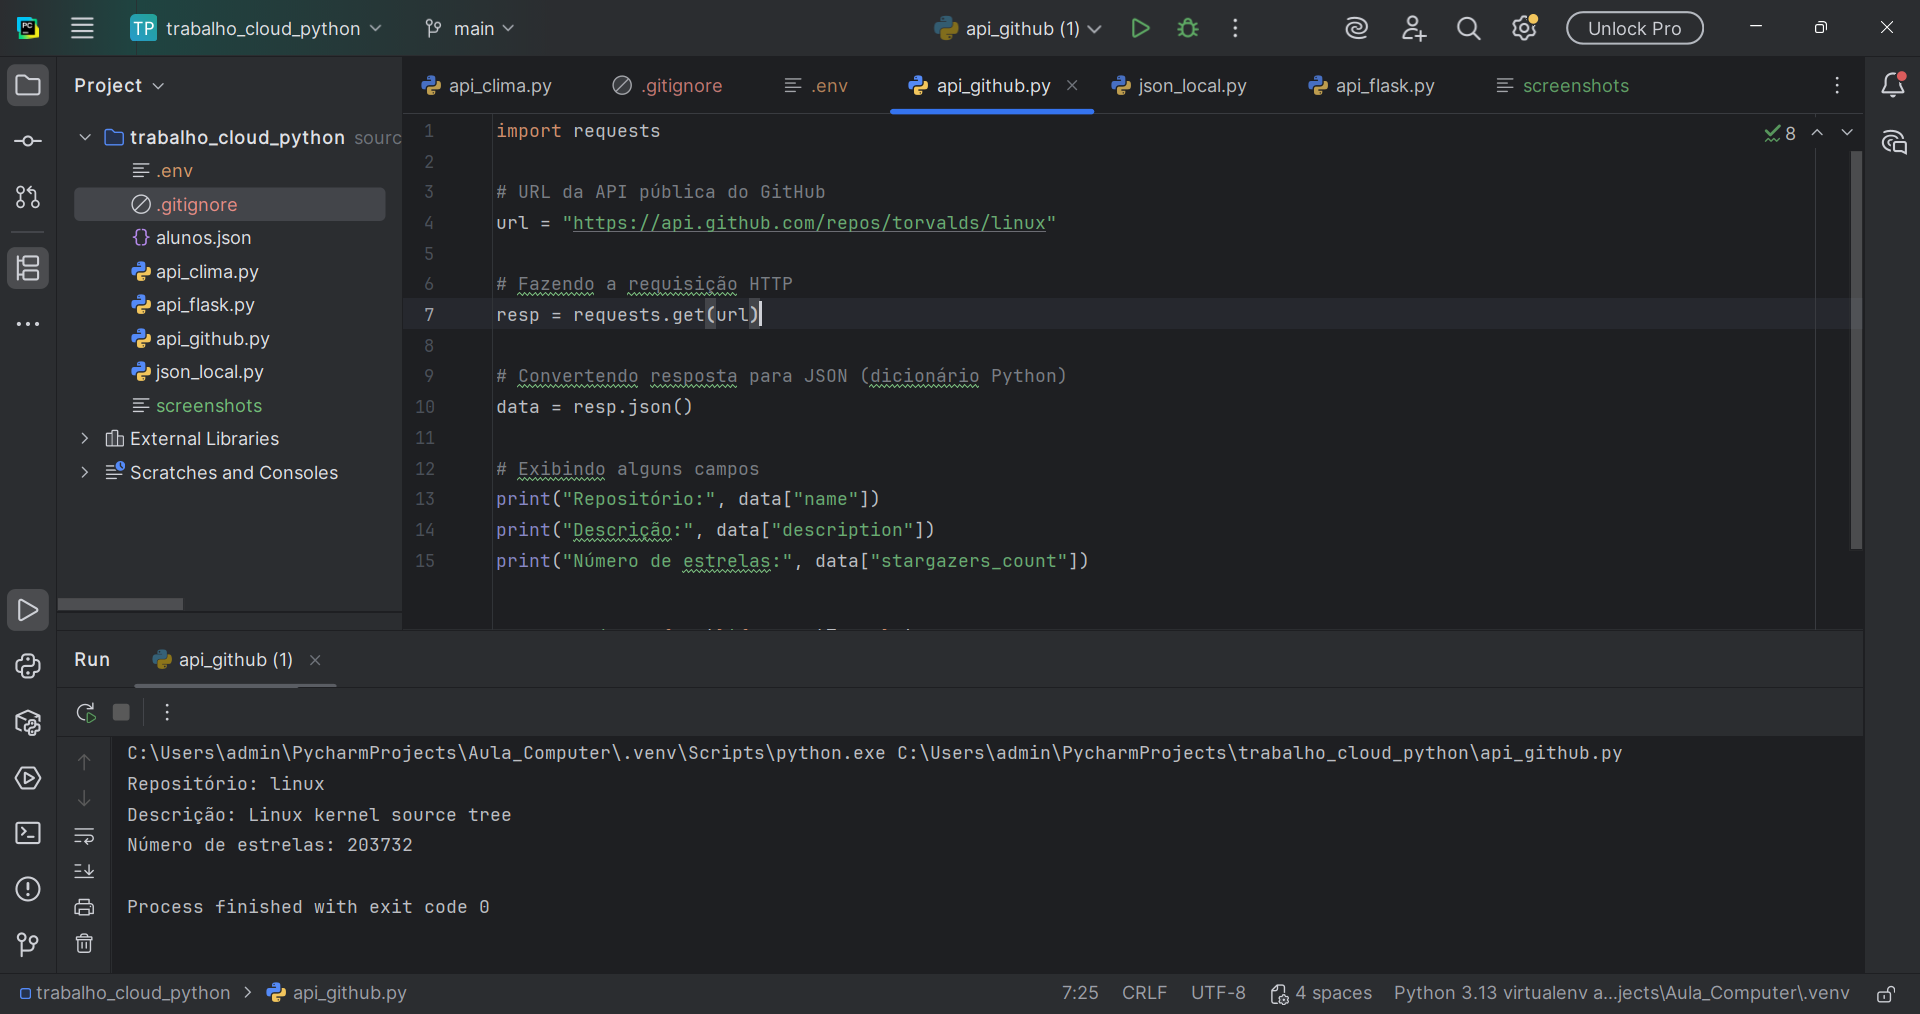 PC
TP trabalho_cloud_python main api_github (1) Unlock Pro
Project
api_clima.py .gitignore .env api_github.py json_local.py api_flask.py screenshots
trabalho_cloud_python sourc
.env
.gitignore
alunos.json
api_clima.py
api_flask.py
api_github.py
json_local.py
screenshots
External Libraries
Scratches and Consoles
8
1 import requests
2
3 # URL da API pública do GitHub
4 url = "https://api.github.com/repos/torvalds/linux"
5
6 # Fazendo a requisição HTTP
7 resp = requests.get(url)
8
9 # Convertendo resposta para JSON (dicionário Python)
10 data = resp.json()
11
12 # Exibindo alguns campos
13 print("Repositório:", data["name"])
14 print("Descrição:", data["description"])
15 print("Número de estrelas:", data["stargazers_count"])
Run api_github (1)
C:\Users\admin\PycharmProjects\Aula_Computer\.venv\Scripts\python.exe C:\Users\admin\PycharmProjects\trabalho_cloud_python\api_github.py
Repositório: linux
Descrição: Linux kernel source tree
Número de estrelas: 203732
Process finished with exit code 0
trabalho_cloud_python > api_github.py 7:25 CRLF UTF-8 4 spaces Python 3.13 virtualenv a...jects\Aula_Computer\.venv